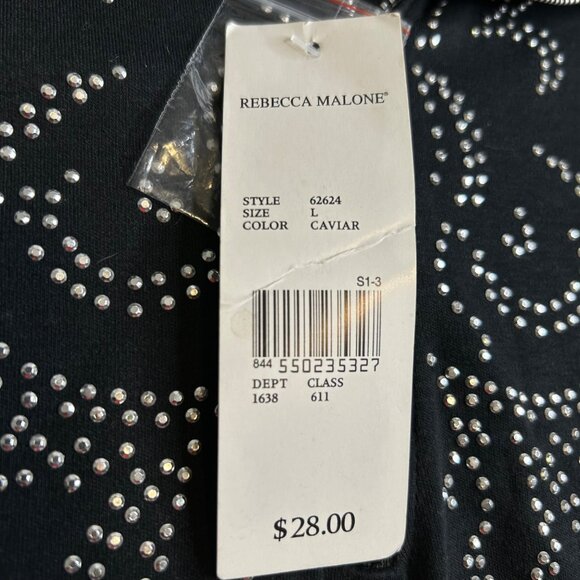 REBECCA MALONE®
STYLE 62624
SIZE L
COLOR CAVIAR
S1-3
844 550235327
DEPT CLASS
1638 611
$28.00